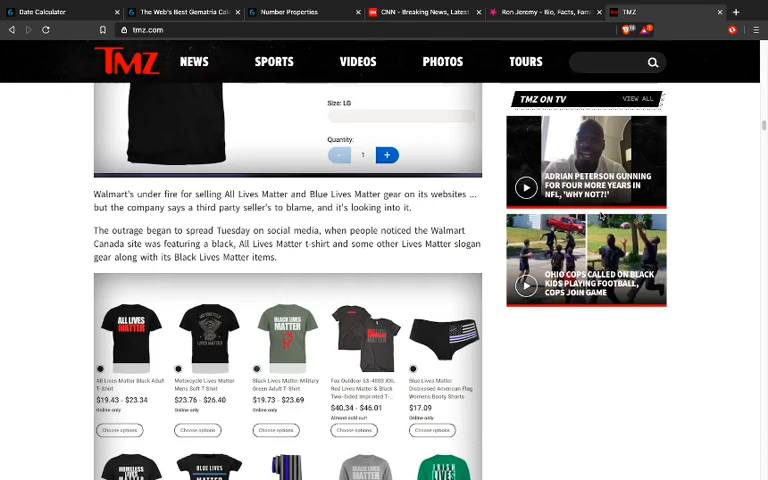 Date Calculator
The Web's Best Gematria Calc
Number Properties
CNN - Breaking News, Latest
Ron Jeremy - Bio, Facts, Fami
TMZ
tmz.com
TMZ
NEWS
SPORTS
VIDEOS
PHOTOS
TOURS
Size: LG
Quantity:
- 1 +
Walmart's under fire for selling All Lives Matter and Blue Lives Matter gear on its websites ...
but the company says a third party seller's to blame, and it's looking into it.
The outrage began to spread Tuesday on social media, when people noticed the Walmart
Canada site was featuring a black, All Lives Matter t-shirt and some other Lives Matter slogan
gear along with its Black Lives Matter items.
ALL LIVES
MATTER
LIVES MATTER
BLACK LIVES
MATTER
All Lives Matter Black Adult
T-Shirt
$19.43 - $23.34
Online only
Choose options
Motorcycle Lives Matter
Mens Soft T Shirt
$23.76 - $26.40
Online only
Choose options
Black Lives Matter Military
Green Adult T-Shirt
$19.73 - $23.69
Online only
Choose options
Fox Outdoor 63-4803 XXL
Red Lives Matter & Black
Two-Sided Imprinted T-...
$40.34 - $46.01
Almost sold out!
Choose options
Blue Lives Matter
Distressed American Flag
Womens Booty Shorts
$17.09
Online only
Choose options
HOMELESS
LIVES
BLUE LIVES
MATTER
BLACK LIVES
MATTER
IRISH
LIVES
TMZ ON TV
VIEW ALL
ADRIAN PETERSON GUNNING
FOR FOUR MORE YEARS IN
NFL, 'WHY NOT?!'
OHIO COPS CALLED ON BLACK
KIDS PLAYING FOOTBALL,
COPS JOIN GAME